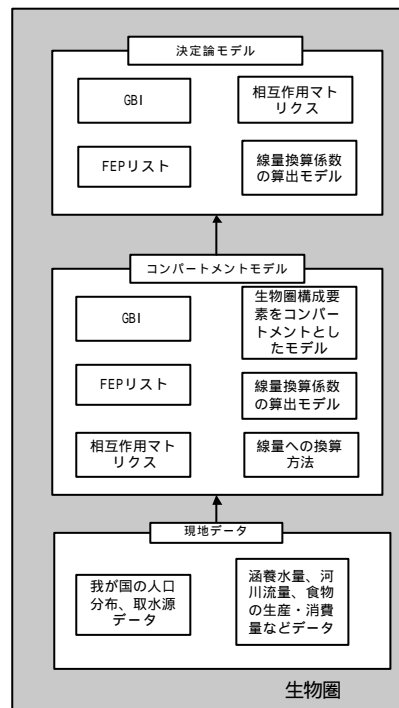 決定論モデル
GBI
相互作用マト
リクス
FEPリスト
線量換算係数
の算出モデル
コンパートメントモデル
GBI
生物圏構成要
素をコンパー
トメントとし
たモデル
FEPリスト
線量換算係数
の算出モデル
相互作用マト
リクス
線量への換算
方法
現地データ
我が国の人口
分布、取水源
データ
涵養水量、河
川流量、食物
の生産・消費
量などデータ
生物圏